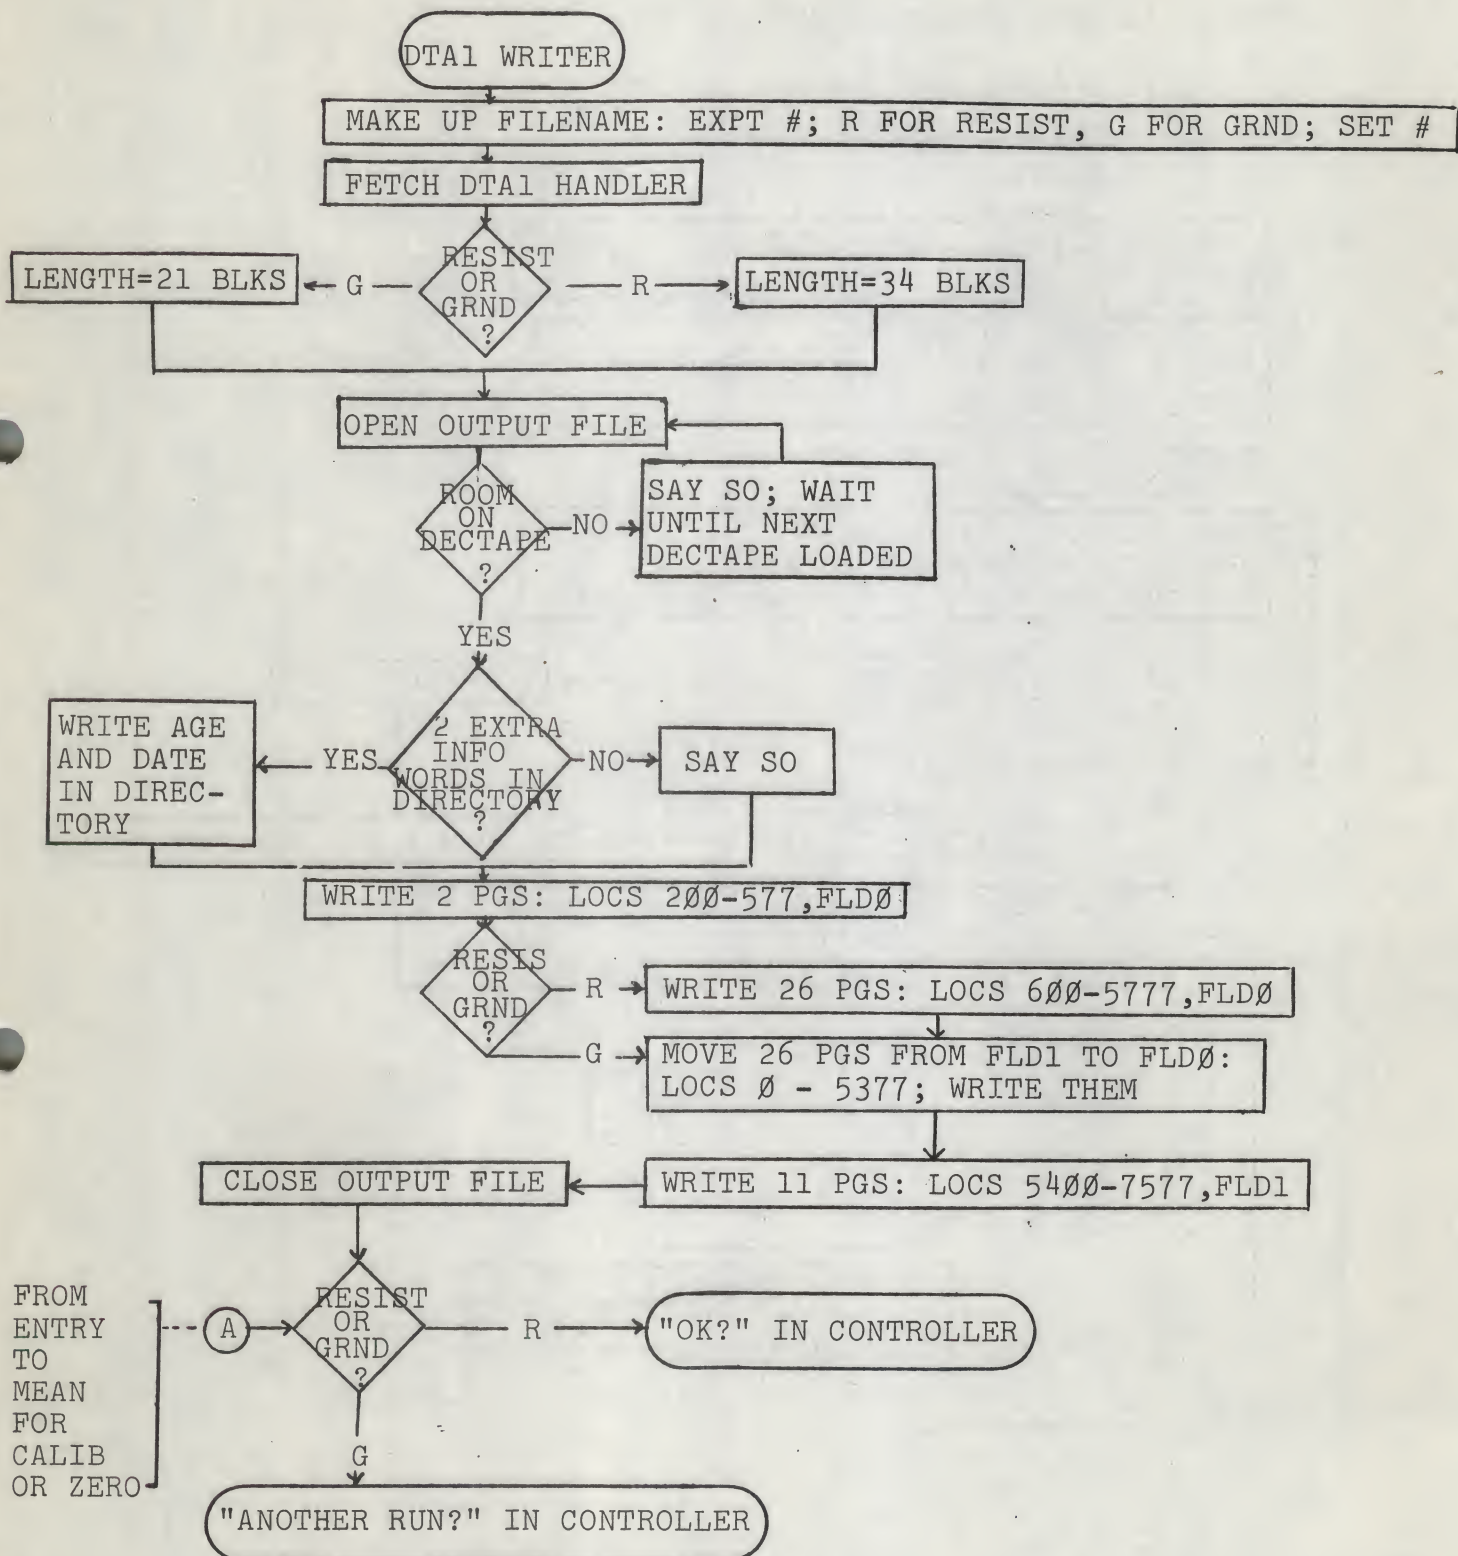 DTA1 WRITER
MAKE UP FILENAME: EXPT #; R FOR RESIST, G FOR GRND; SET #
FETCH DTA1 HANDLER
RESIST
OR
GRND
?
G
R
LENGTH=21 BLKS
LENGTH=34 BLKS
OPEN OUTPUT FILE
ROOM
ON
DECTAPE
?
NO
SAY SO; WAIT
UNTIL NEXT
DECTAPE LOADED
YES
2 EXTRA
INFO
WORDS IN
DIRECTORY
?
YES
WRITE AGE
AND DATE
IN DIREC-
TORY
NO
SAY SO
WRITE 2 PGS: LOCS 2ØØ-577,FLDØ
RESIS
OR
GRND
?
R
WRITE 26 PGS: LOCS 6ØØ-5777,FLDØ
G
MOVE 26 PGS FROM FLD1 TO FLDØ:
LOCS Ø - 5377; WRITE THEM
WRITE 11 PGS: LOCS 54ØØ-7577,FLD1
CLOSE OUTPUT FILE
FROM
ENTRY
TO
MEAN
FOR
CALIB
OR ZERO
A
RESIST
OR
GRND
?
R
"OK?" IN CONTROLLER
G
"ANOTHER RUN?" IN CONTROLLER